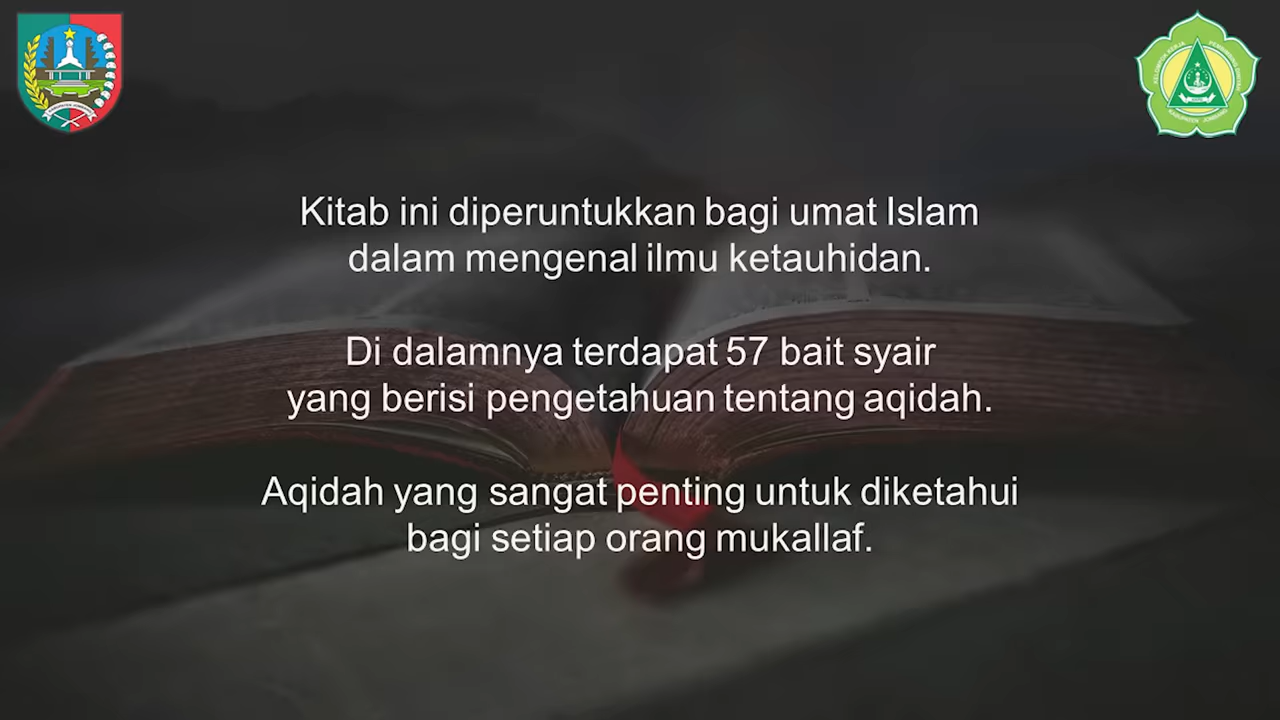 Kitab ini diperuntukkan bagi umat Islam
dalam mengenal ilmu ketauhidan.
Di dalamnya terdapat 57 bait syair
yang berisi pengetahuan tentang aqidah.
Aqidah yang sangat penting untuk diketahui
bagi setiap orang mukallaf.